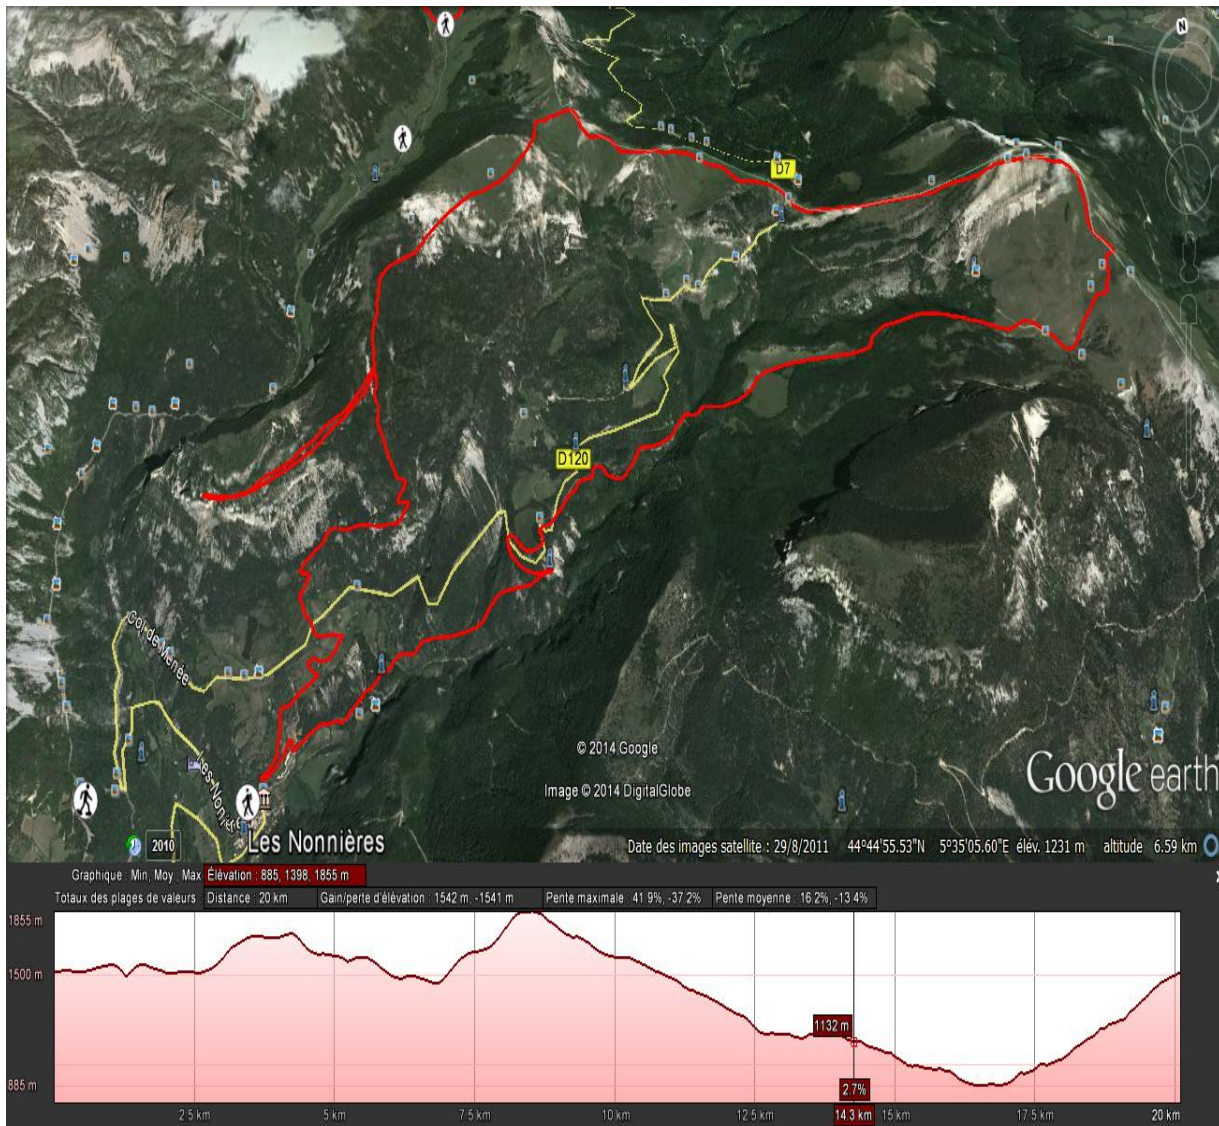 N
D7
D120
Col de Menée
Les-Nonnières
© 2014 Google
Image © 2014 DigitalGlobe
Google earth
2010
Les Nonnières
Date des images satellite : 29/8/2011 44°44'55.53"N 5°35'05.60"E élév. 1231 m altitude 6.59 km
Graphique : Min, Moy , Max Élévation : 885, 1398, 1855 m
Totaux des plages de valeurs : Distance : 20 km Gain/perte d'élévation : 1542 m, -1541 m Pente maximale : 41.9%, -37.2% Pente moyenne : 16.2%, -13.4%
1855 m
1500 m
1132 m
885 m
2.7%
2.5 km 5 km 7.5 km 10 km 12.5 km 14.3 km 15 km 17.5 km 20 km